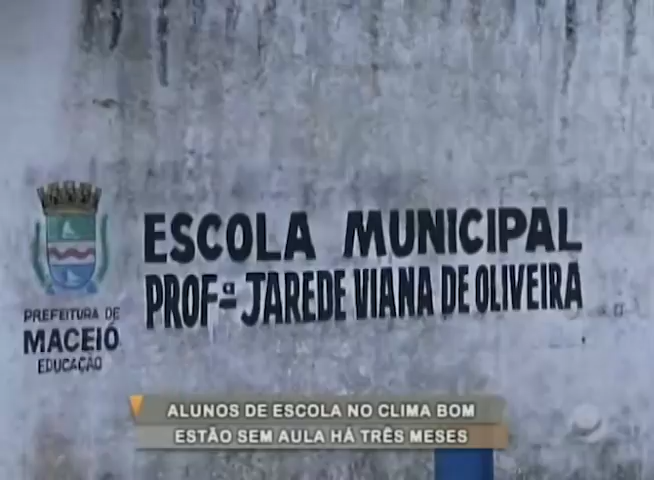 ESCOLA MUNICIPAL
PROFª JAREDE VIANA DE OLIVEIRA
PREFEITURA DE
MACEIÓ
EDUCAÇÃO
ALUNOS DE ESCOLA NO CLIMA BOM
ESTÃO SEM AULA HÁ TRÊS MESES